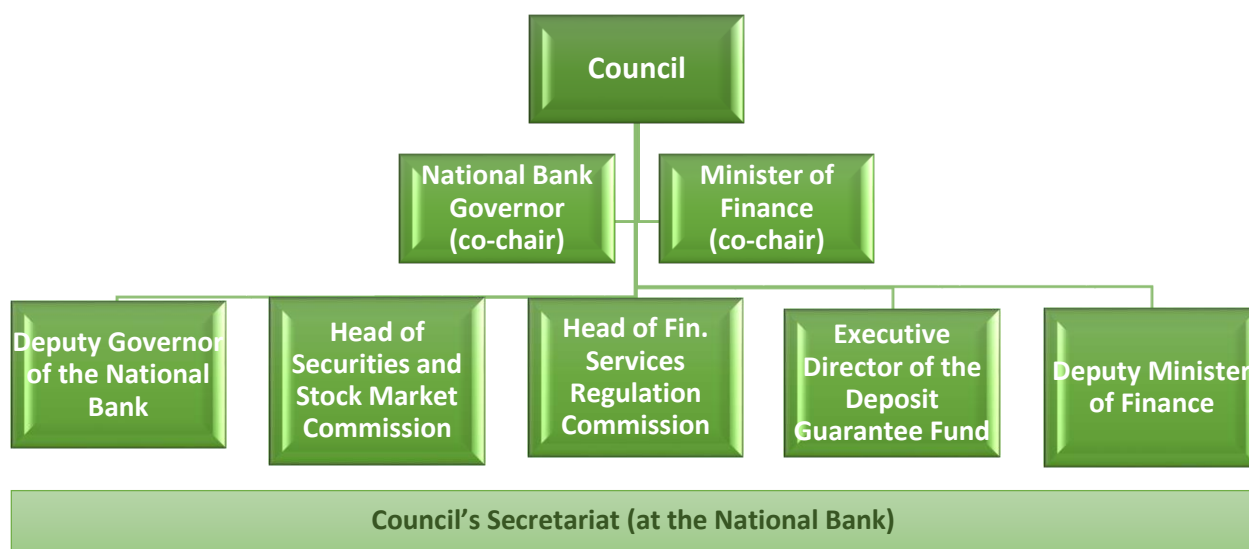 Council
National Bank
Governor
(co-chair)
Minister of
Finance
(co-chair)
Deputy Governor
of the National
Bank
Head of
Securities and
Stock Market
Commission
Head of Fin.
Services
Regulation
Commission
Executive
Director of the
Deposit
Guarantee Fund
Deputy Minister
of Finance
Council’s Secretariat (at the National Bank)